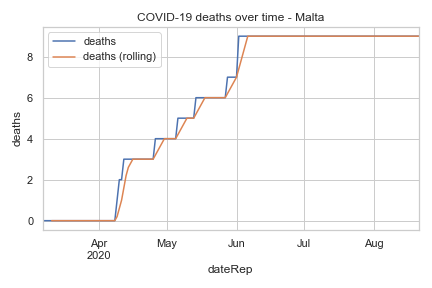 COVID-19 deaths over time - Malta
deaths
deaths (rolling)
deaths
8
6
4
2
0
Apr
2020
May
Jun
Jul
Aug
dateRep